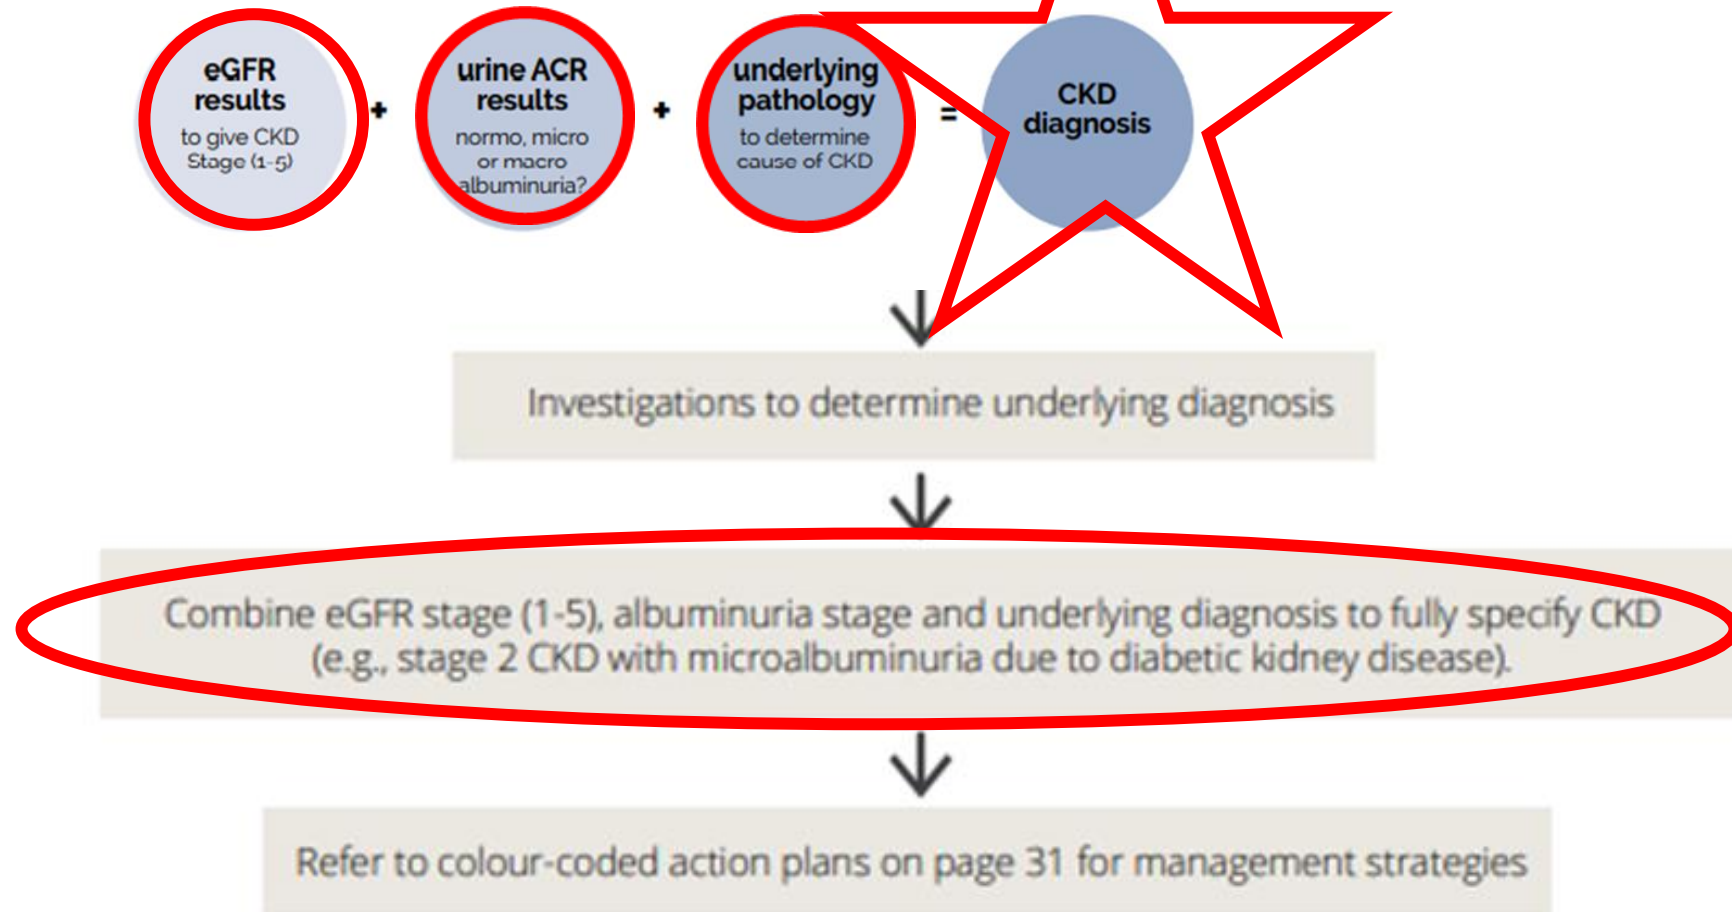 eGFR
results
to give CKD
Stage (1-5)
+
urine ACR
results
normo, micro
or macro
albuminuria?
+
underlying
pathology
to determine
cause of CKD
=
CKD
diagnosis
Investigations to determine underlying diagnosis
Combine eGFR stage (1-5), albuminuria stage and underlying diagnosis to fully specify CKD
(e.g., stage 2 CKD with microalbuminuria due to diabetic kidney disease).
Refer to colour-coded action plans on page 31 for management strategies